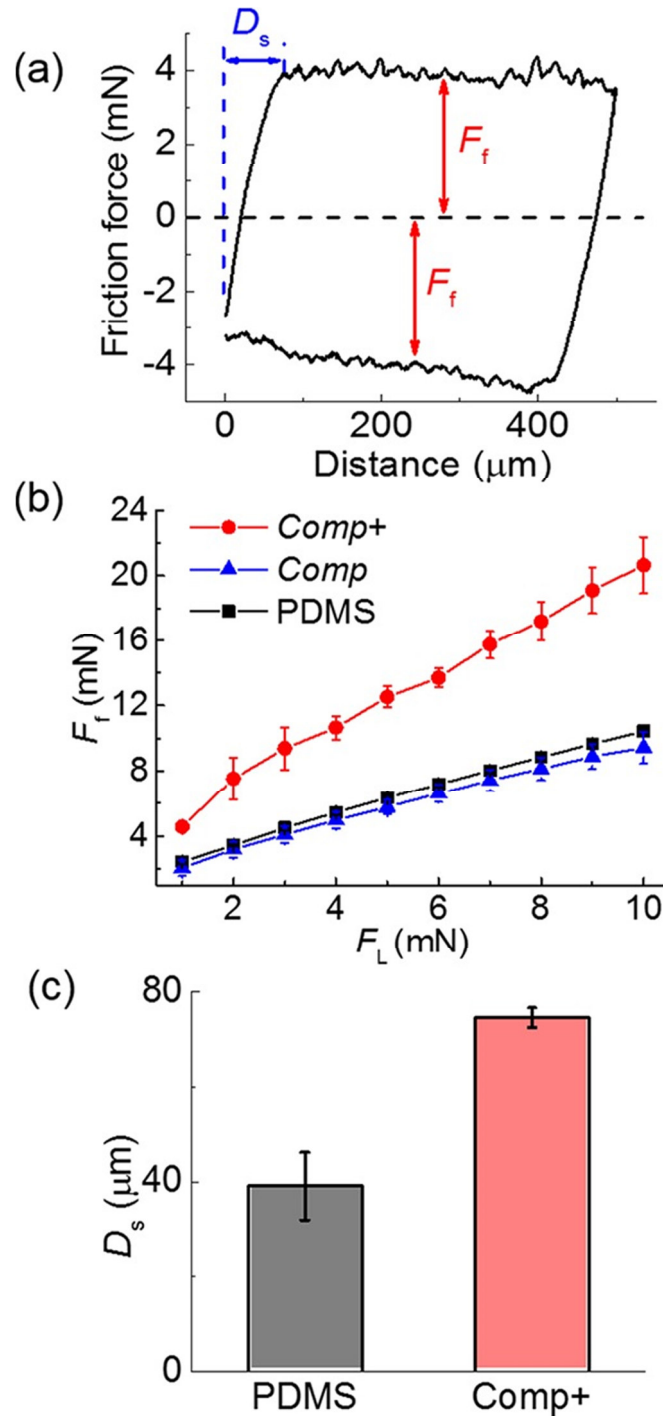 (a)
Ds
Friction force (mN)
4
2
0
-2
-4
Ff
Ff
0
200
400
Distance (μm)
(b)
Comp+
Comp
PDMS
Ff (mN)
24
20
16
12
8
4
2
4
6
8
10
FL (mN)
(c)
Ds (μm)
80
40
0
PDMS
Comp+